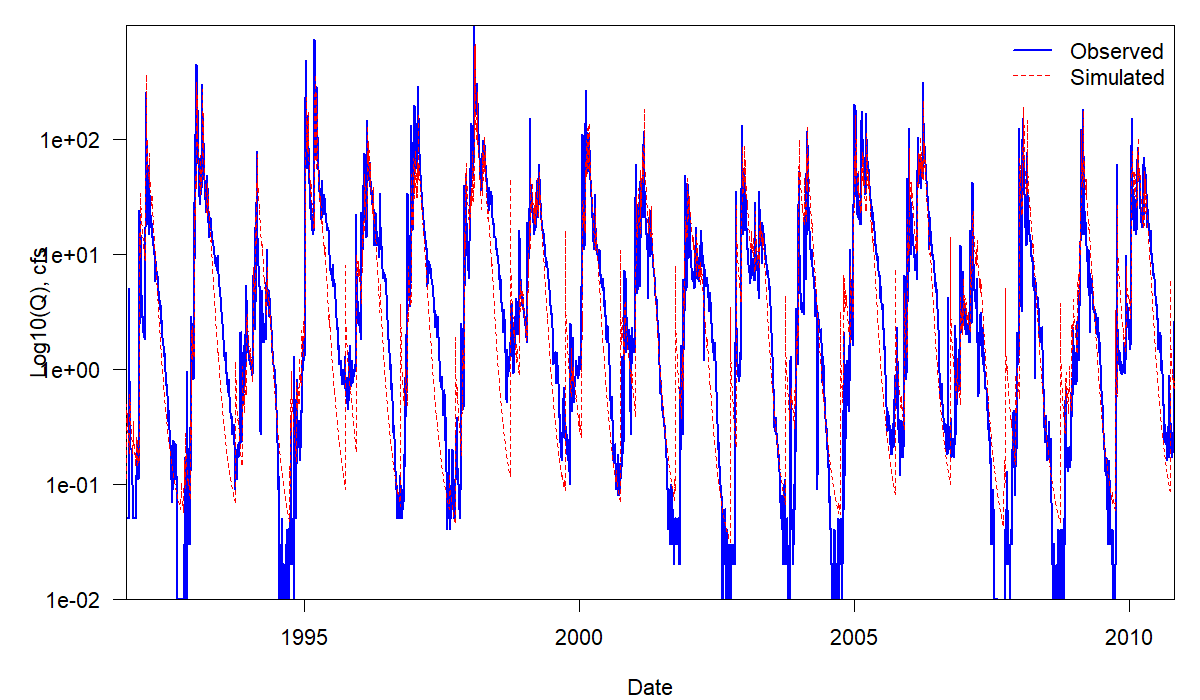 Observed
Simulated
1e+02
1e+01
1e+00
1e-01
1e-02
Log10(Q), cfs
1995
2000
2005
2010
Date